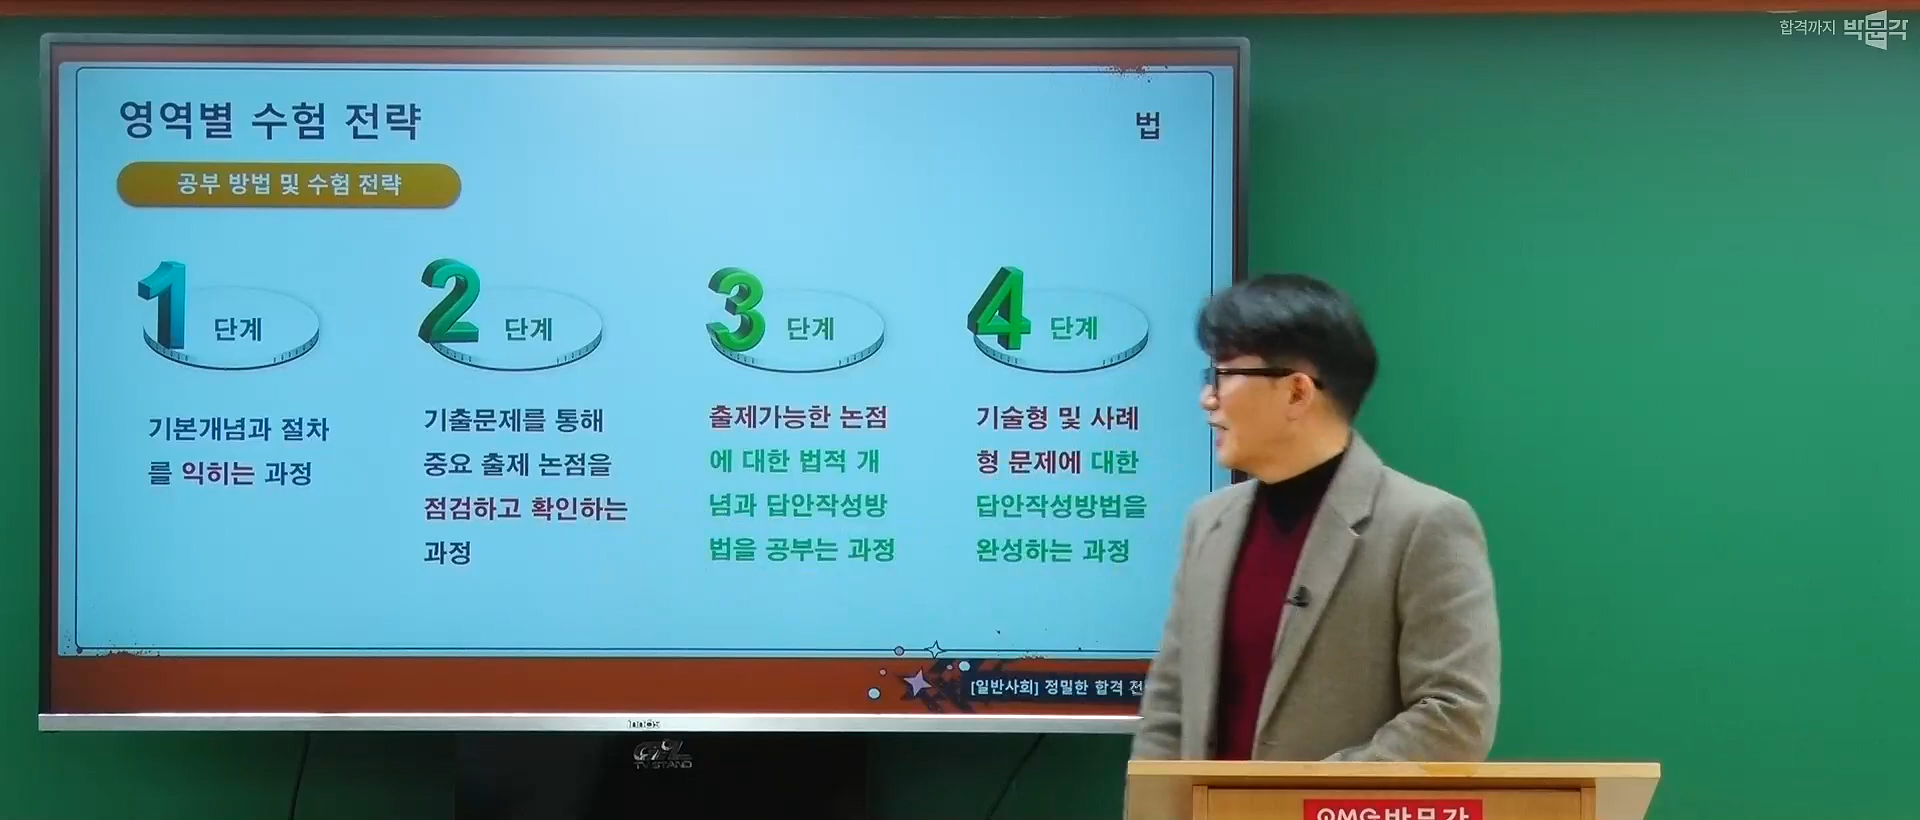 합격까지 박문각
영역별 수험 전략
법
공부 방법 및 수험 전략
1 단계
기본개념과 절차
를 익히는 과정
2 단계
기출문제를 통해
중요 출제 논점을
점검하고 확인하는
과정
3 단계
출제가능한 논점
에 대한 법적 개
념과 답안작성방
법을 공부는 과정
4 단계
기술형 및 사례
형 문제에 대한
답안작성방법을
완성하는 과정
[일반사회] 정밀한 합격 전
innos
TV STAND
PMG 박문각